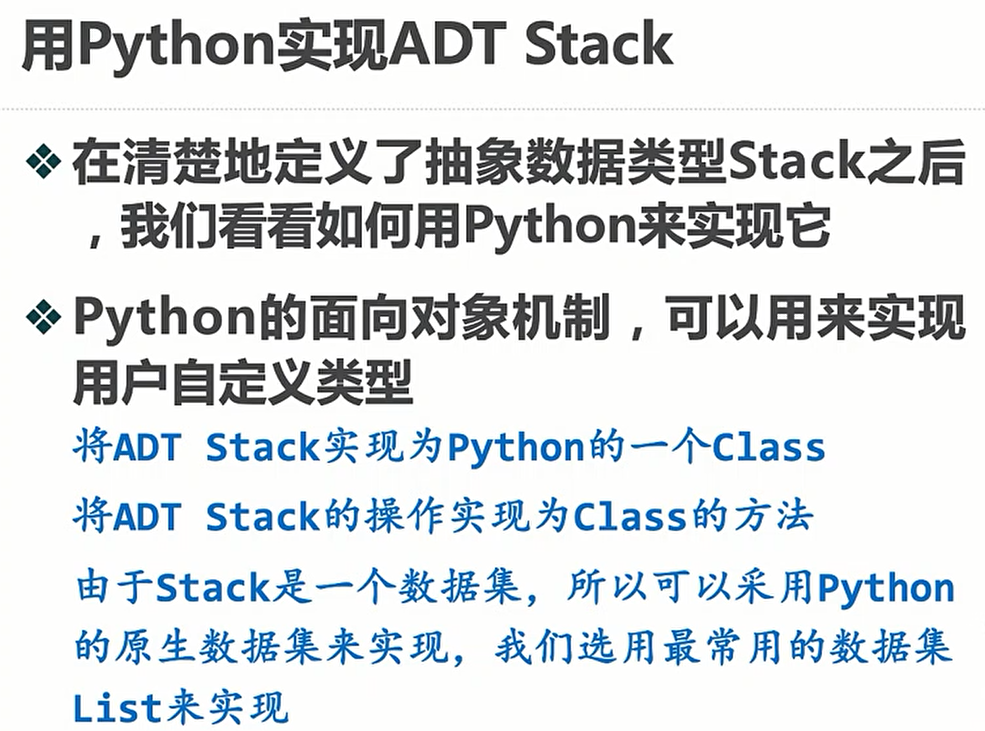 用Python实现ADT Stack
❖在清楚地定义了抽象数据类型Stack之后
，我们看看如何用Python来实现它
❖Python的面向对象机制，可以用来实现
用户自定义类型
将ADT Stack实现为Python的一个Class
将ADT Stack的操作实现为Class的方法
由于Stack是一个数据集，所以可以采用Python
的原生数据集来实现，我们选用最常用的数据集
List来实现